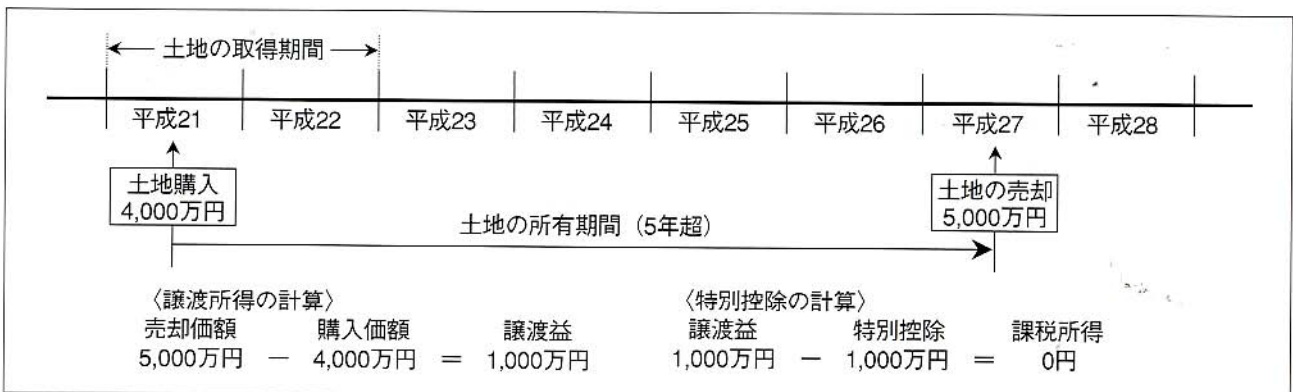 土地の取得期間
平成21 平成22 平成23 平成24 平成25 平成26 平成27 平成28
土地購入
4,000万円
土地の売却
5,000万円
土地の所有期間（5年超）
〈譲渡所得の計算〉
売却価額 購入価額 譲渡益
5,000万円 － 4,000万円 ＝ 1,000万円
〈特別控除の計算〉
譲渡益 特別控除 課税所得
1,000万円 － 1,000万円 ＝ 0円